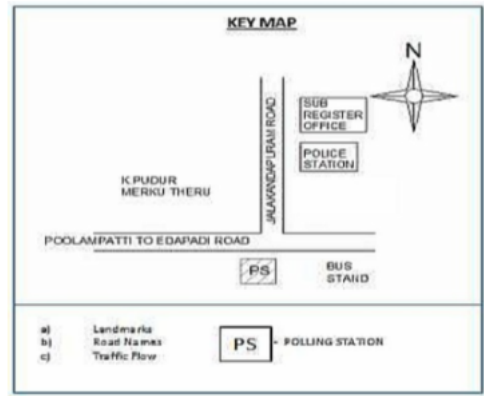 KEY MAP
N
SUB
REGISTER
OFFICE
POLICE
STATION
JALAKANDAPURAM ROAD
K.PUDUR
MERKU THERU
POOLAMPATTI TO EDAPADI ROAD
PS
BUS
STAND
a) Landmarks
b) Road Names
c) Traffic Flow
PS - POLLING STATION